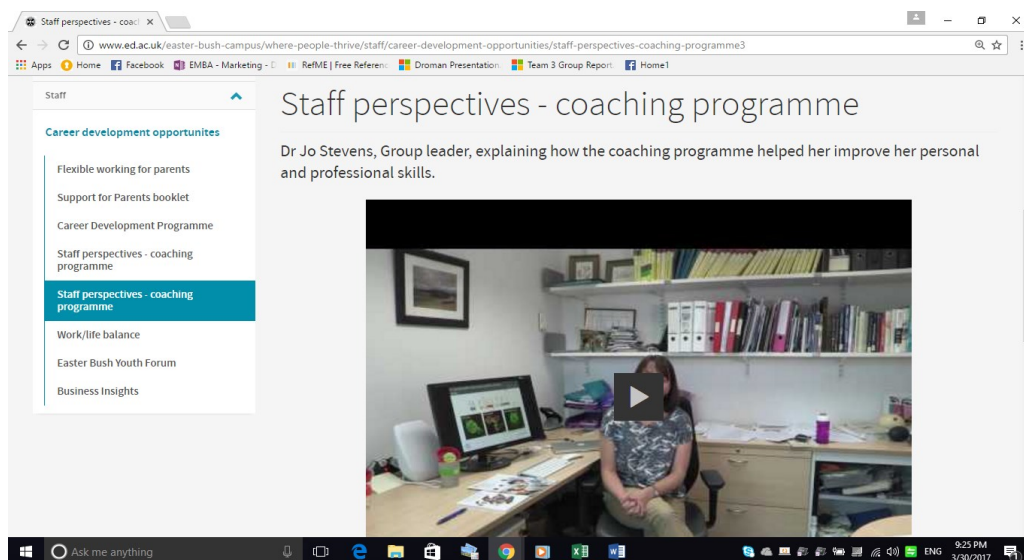 Staff perspectives - coacl
www.ed.ac.uk/easter-bush-campus/where-people-thrive/staff/career-development-opportunities/staff-perspectives-coaching-programme3
Apps Home Facebook EMBA - Marketing - D RefME | Free Referenc Droman Presentation. Team 3 Group Report. Home1
Staff
Career development opportunites
Flexible working for parents
Support for Parents booklet
Career Development Programme
Staff perspectives - coaching
programme
Staff perspectives - coaching
programme
Work/life balance
Easter Bush Youth Forum
Business Insights
Staff perspectives - coaching programme
Dr Jo Stevens, Group leader, explaining how the coaching programme helped her improve her personal
and professional skills.
Ask me anything
ENG
9:25 PM
3/30/2017